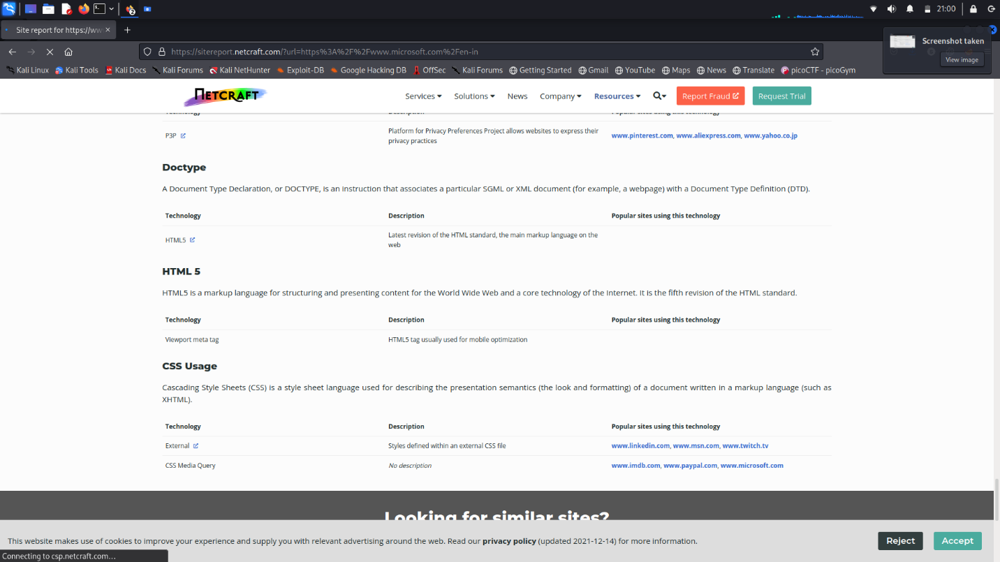 21:00
Site report for https://ww
Screenshot taken
View image
https://sitereport.netcraft.com/?url=https%3A%2F%2Fwww.microsoft.com%2Fen-in
Kali Linux Kali Tools Kali Docs Kali Forums Kali NetHunter Exploit-DB Google Hacking DB OffSec Kali Forums Getting Started Gmail YouTube Maps News Translate picoCTF - picoGym
NETCRAFT Services Solutions News Company Resources Report Fraud Request Trial
Technology Description Popular sites using this technology
P3P Platform for Privacy Preferences Project allows websites to express their www.pinterest.com, www.aliexpress.com, www.yahoo.co.jp
privacy practices
Doctype
A Document Type Declaration, or DOCTYPE, is an instruction that associates a particular SGML or XML document (for example, a webpage) with a Document Type Definition (DTD).
Technology Description Popular sites using this technology
HTML5 Latest revision of the HTML standard, the main markup language on the
web
HTML 5
HTML5 is a markup language for structuring and presenting content for the World Wide Web and a core technology of the Internet. It is the fifth revision of the HTML standard.
Technology Description Popular sites using this technology
Viewport meta tag HTML5 tag usually used for mobile optimization
CSS Usage
Cascading Style Sheets (CSS) is a style sheet language used for describing the presentation semantics (the look and formatting) of a document written in a markup language (such as
XHTML).
Technology Description Popular sites using this technology
External Styles defined within an external CSS file www.linkedin.com, www.msn.com, www.twitch.tv
CSS Media Query No description www.imdb.com, www.paypal.com, www.microsoft.com
Looking for similar sites?
This website makes use of cookies to improve your experience and supply you with relevant advertising around the web. Read our privacy policy (updated 2021-12-14) for more information.
Reject Accept
Connecting to csp.netcraft.com…